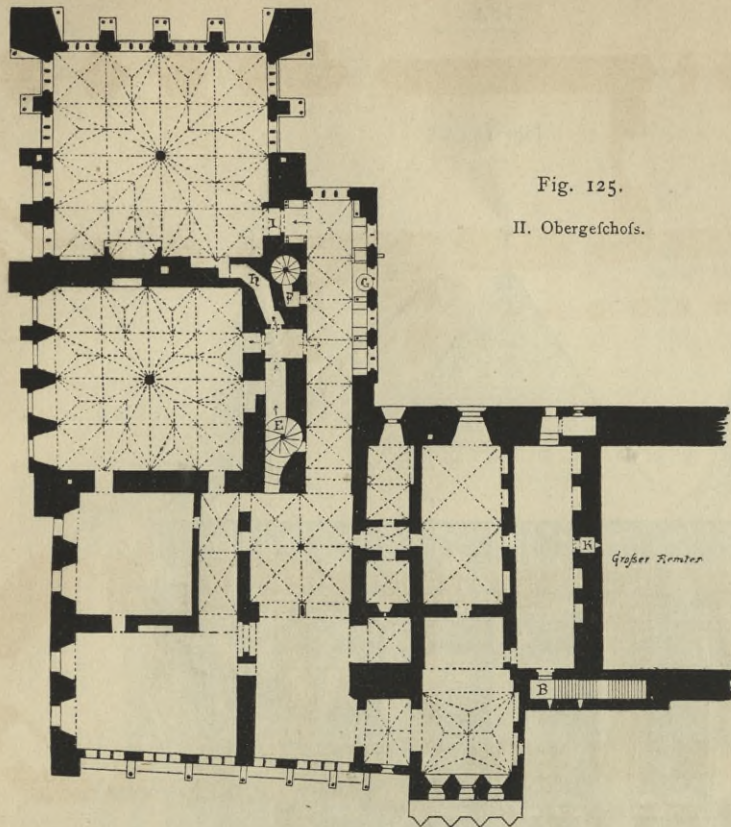 Fig. 125.
II. Obergeſchoſs.
I
H
F
G
E
K
Großer Remter
B